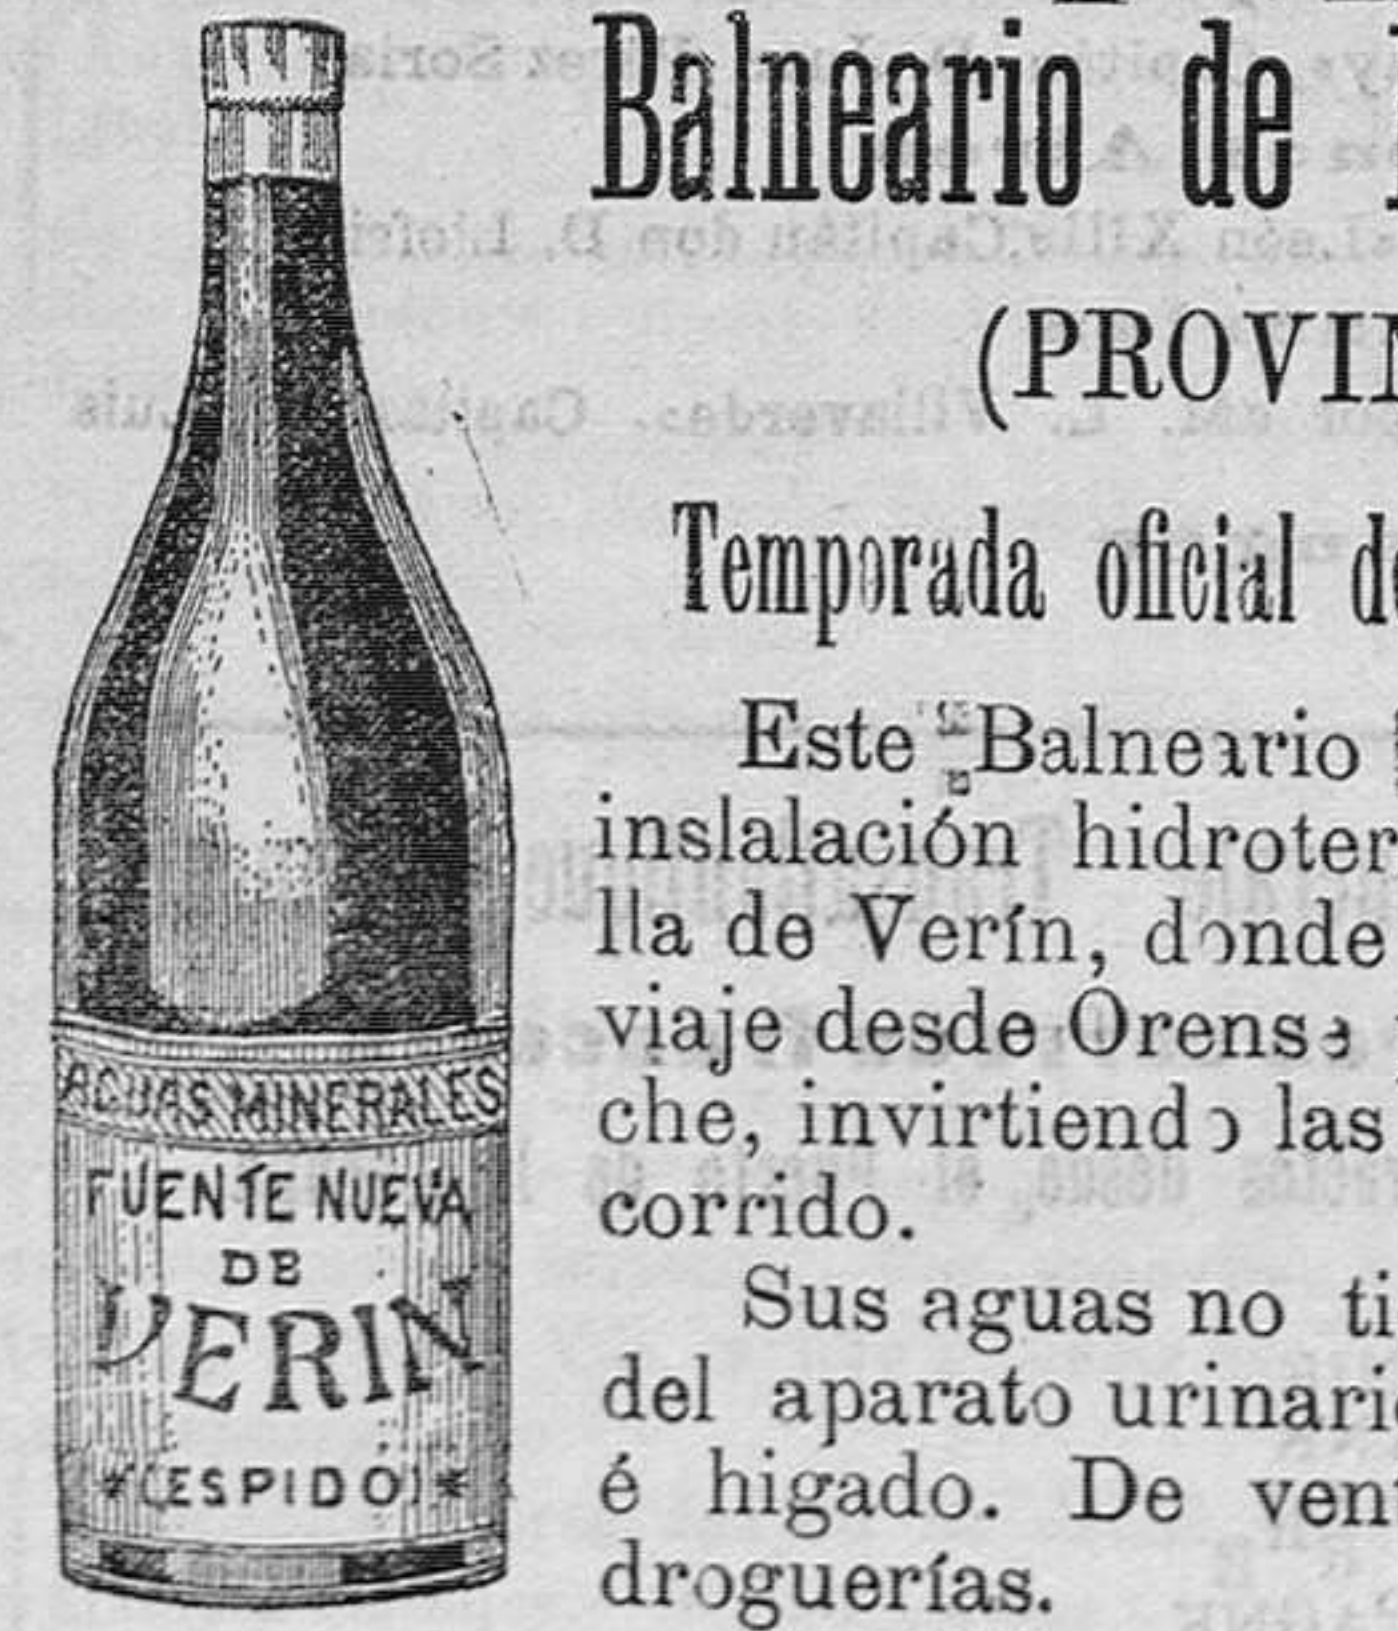 AGUAS MINERALES
FUENTE NUEVA
DE
VERIN
(ESPIDO)
Balneario de
(PROVIN
Temporada oficial de
Este Balneario
inslalación hidroter
lla de Verín, donde
viaje desde Orense
che, invirtiendo las
corrido.
Sus aguas no ti
del aparato urinari
é higado. De ven
droguerías.